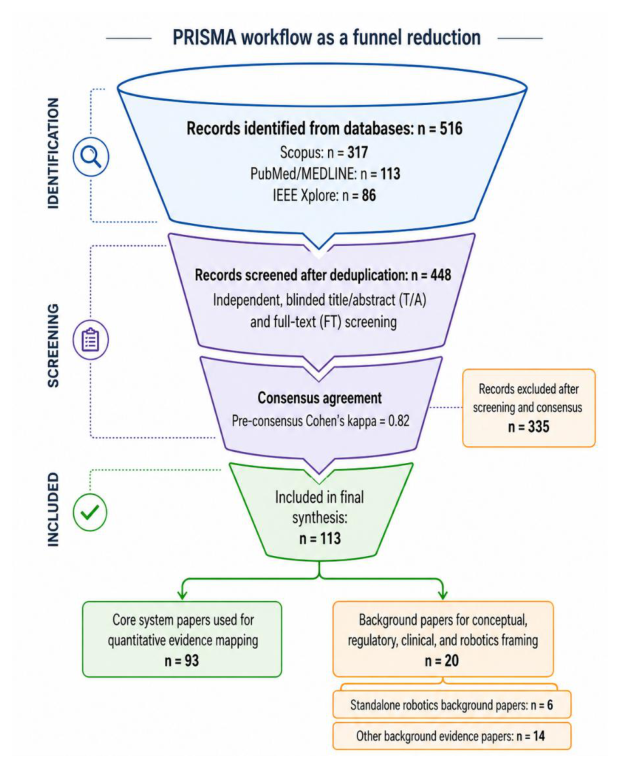 PRISMA workflow as a funnel reduction
IDENTIFICATION
Records identified from databases: n = 516
Scopus: n = 317
PubMed/MEDLINE: n = 113
IEEE Xplore: n = 86
SCREENING
Records screened after deduplication: n = 448
Independent, blinded title/abstract (T/A)
and full-text (FT) screening
Consensus agreement
Pre-consensus Cohen's kappa = 0.82
Records excluded after
screening and consensus
n = 335
INCLUDED
Included in final
synthesis:
n = 113
Core system papers used for
quantitative evidence mapping
n = 93
Background papers for conceptual,
regulatory, clinical, and robotics framing
n = 20
Standalone robotics background papers: n = 6
Other background evidence papers: n = 14